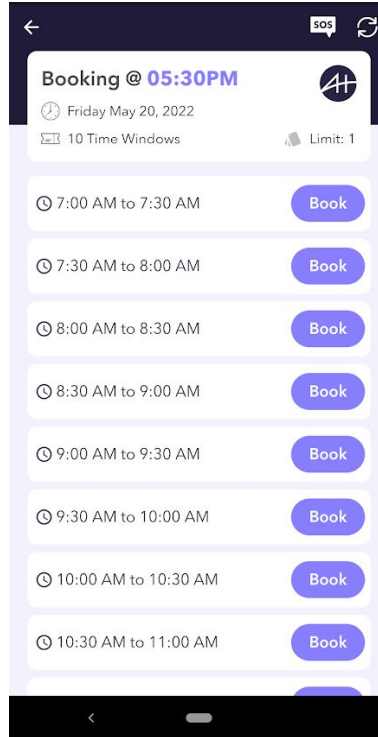 SOS
Booking @ 05:30PM
Friday May 20, 2022
10 Time Windows
Limit: 1
7:00 AM to 7:30 AM
Book
7:30 AM to 8:00 AM
Book
8:00 AM to 8:30 AM
Book
8:30 AM to 9:00 AM
Book
9:00 AM to 9:30 AM
Book
9:30 AM to 10:00 AM
Book
10:00 AM to 10:30 AM
Book
10:30 AM to 11:00 AM
Book